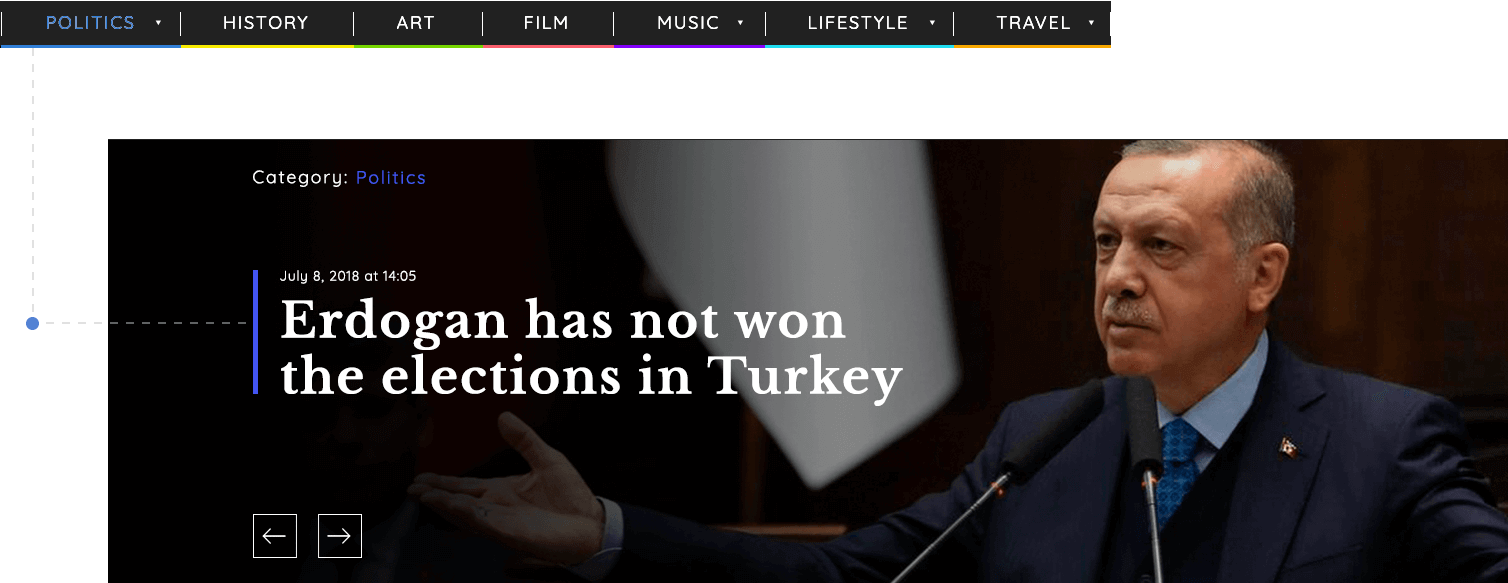 POLITICS HISTORY ART FILM MUSIC LIFESTYLE TRAVEL
Category: Politics
July 8, 2018 at 14:05
Erdogan has not won
the elections in Turkey